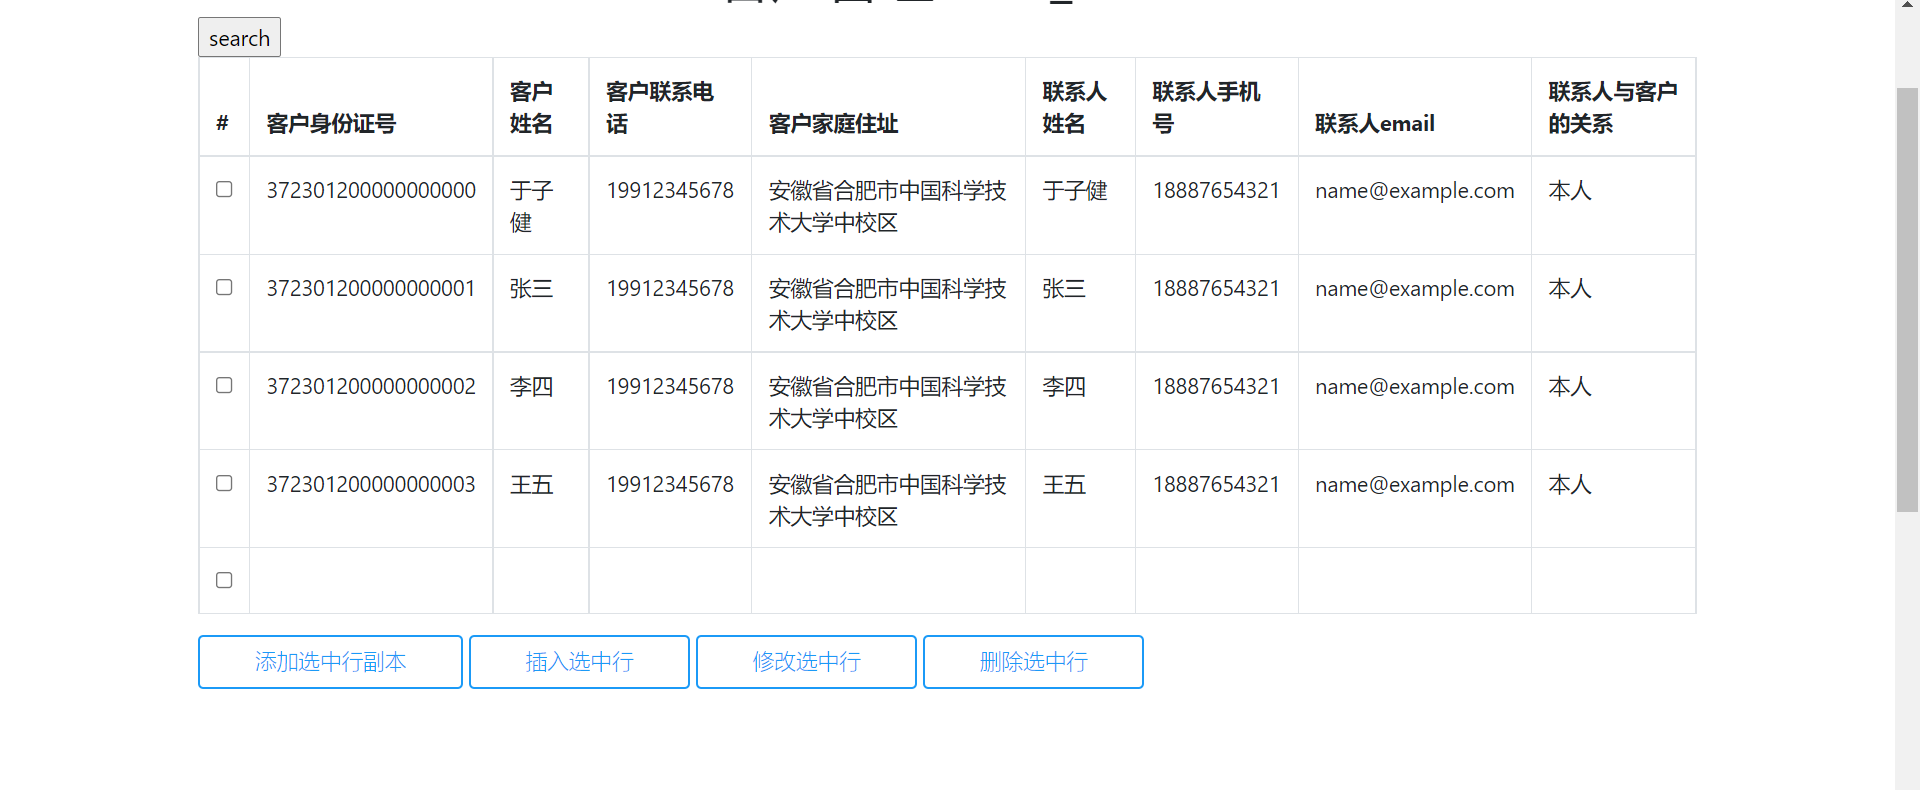 search
#
客户身份证号
客户
姓名
客户联系电
话
客户家庭住址
联系人
姓名
联系人手机
号
联系人email
联系人与客户
的关系
372301200000000000
于子
健
19912345678
安徽省合肥市中国科学技
术大学中校区
于子健
18887654321
name@example.com
本人
372301200000000001
张三
19912345678
安徽省合肥市中国科学技
术大学中校区
张三
18887654321
name@example.com
本人
372301200000000002
李四
19912345678
安徽省合肥市中国科学技
术大学中校区
李四
18887654321
name@example.com
本人
372301200000000003
王五
19912345678
安徽省合肥市中国科学技
术大学中校区
王五
18887654321
name@example.com
本人
添加选中行副本
插入选中行
修改选中行
删除选中行